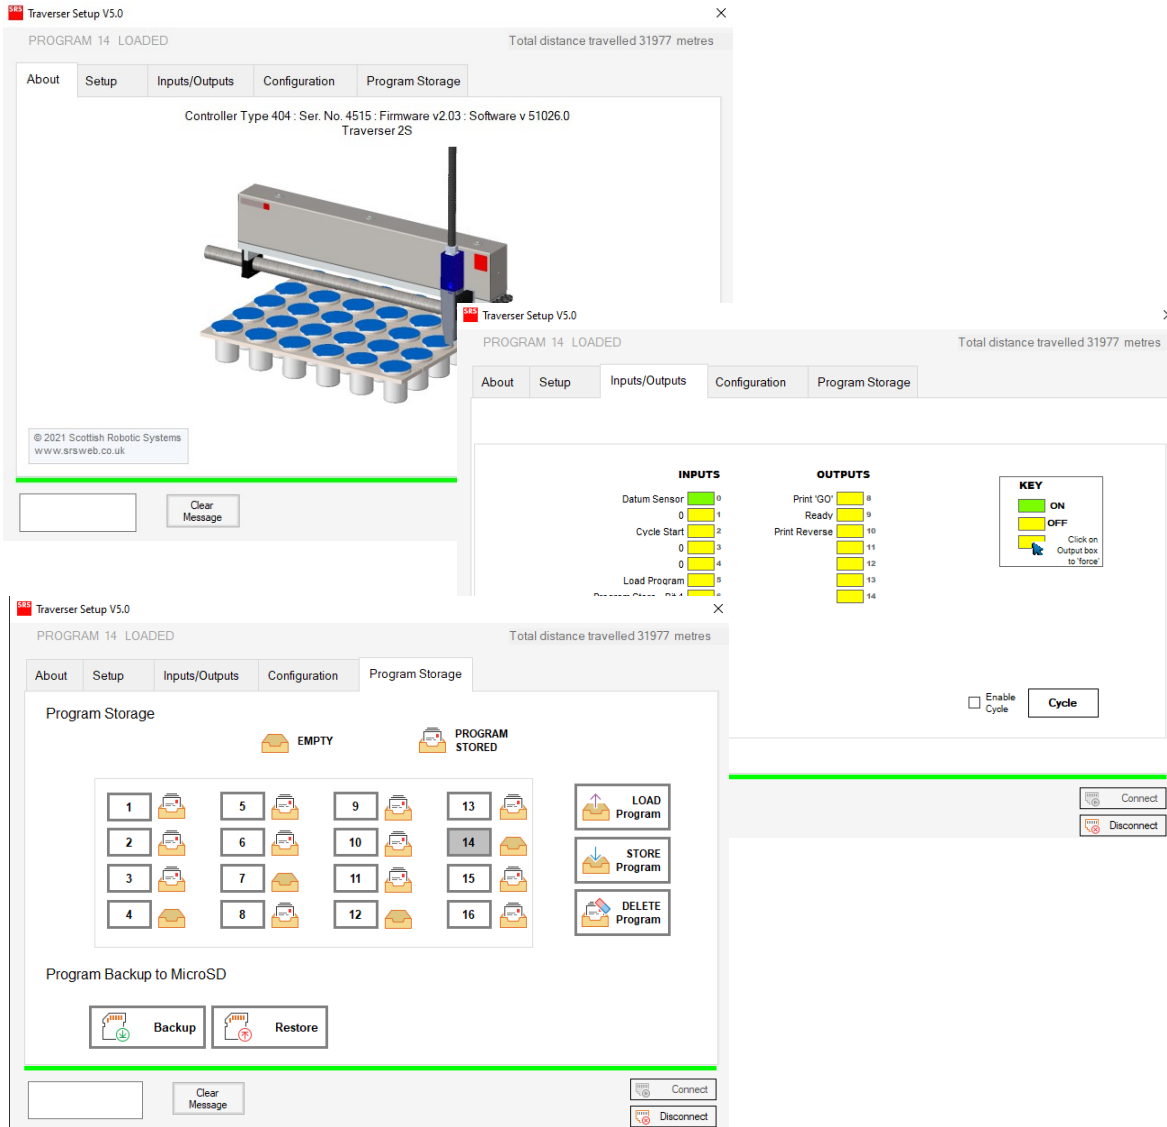 SRS Traverser Setup V5.0
PROGRAM 14 LOADED
Total distance travelled 31977 metres
About Setup Inputs/Outputs Configuration Program Storage
Controller Type 404 : Ser. No. 4515 : Firmware v2.03 : Software v 51026.0
Traverser 2S
© 2021 Scottish Robotic Systems
www.srsweb.co.uk
Clear
Message
SRS Traverser Setup V5.0
PROGRAM 14 LOADED
Total distance travelled 31977 metres
About Setup Inputs/Outputs Configuration Program Storage
INPUTS
Datum Sensor 0
0 1
Cycle Start 2
0 3
0 4
Load Program 5
OUTPUTS
Print 'GO' 8
Ready 9
Print Reverse 10
11
12
13
14
KEY
ON
OFF
Click on
Output box
to 'force'
Enable
Cycle
Cycle
Connect
Disconnect
SRS Traverser Setup V5.0
PROGRAM 14 LOADED
Total distance travelled 31977 metres
About Setup Inputs/Outputs Configuration Program Storage
Program Storage
EMPTY
PROGRAM
STORED
1 5 9 13
2 6 10 14
3 7 11 15
4 8 12 16
LOAD
Program
STORE
Program
DELETE
Program
Program Backup to MicroSD
Backup
Restore
Clear
Message
Connect
Disconnect